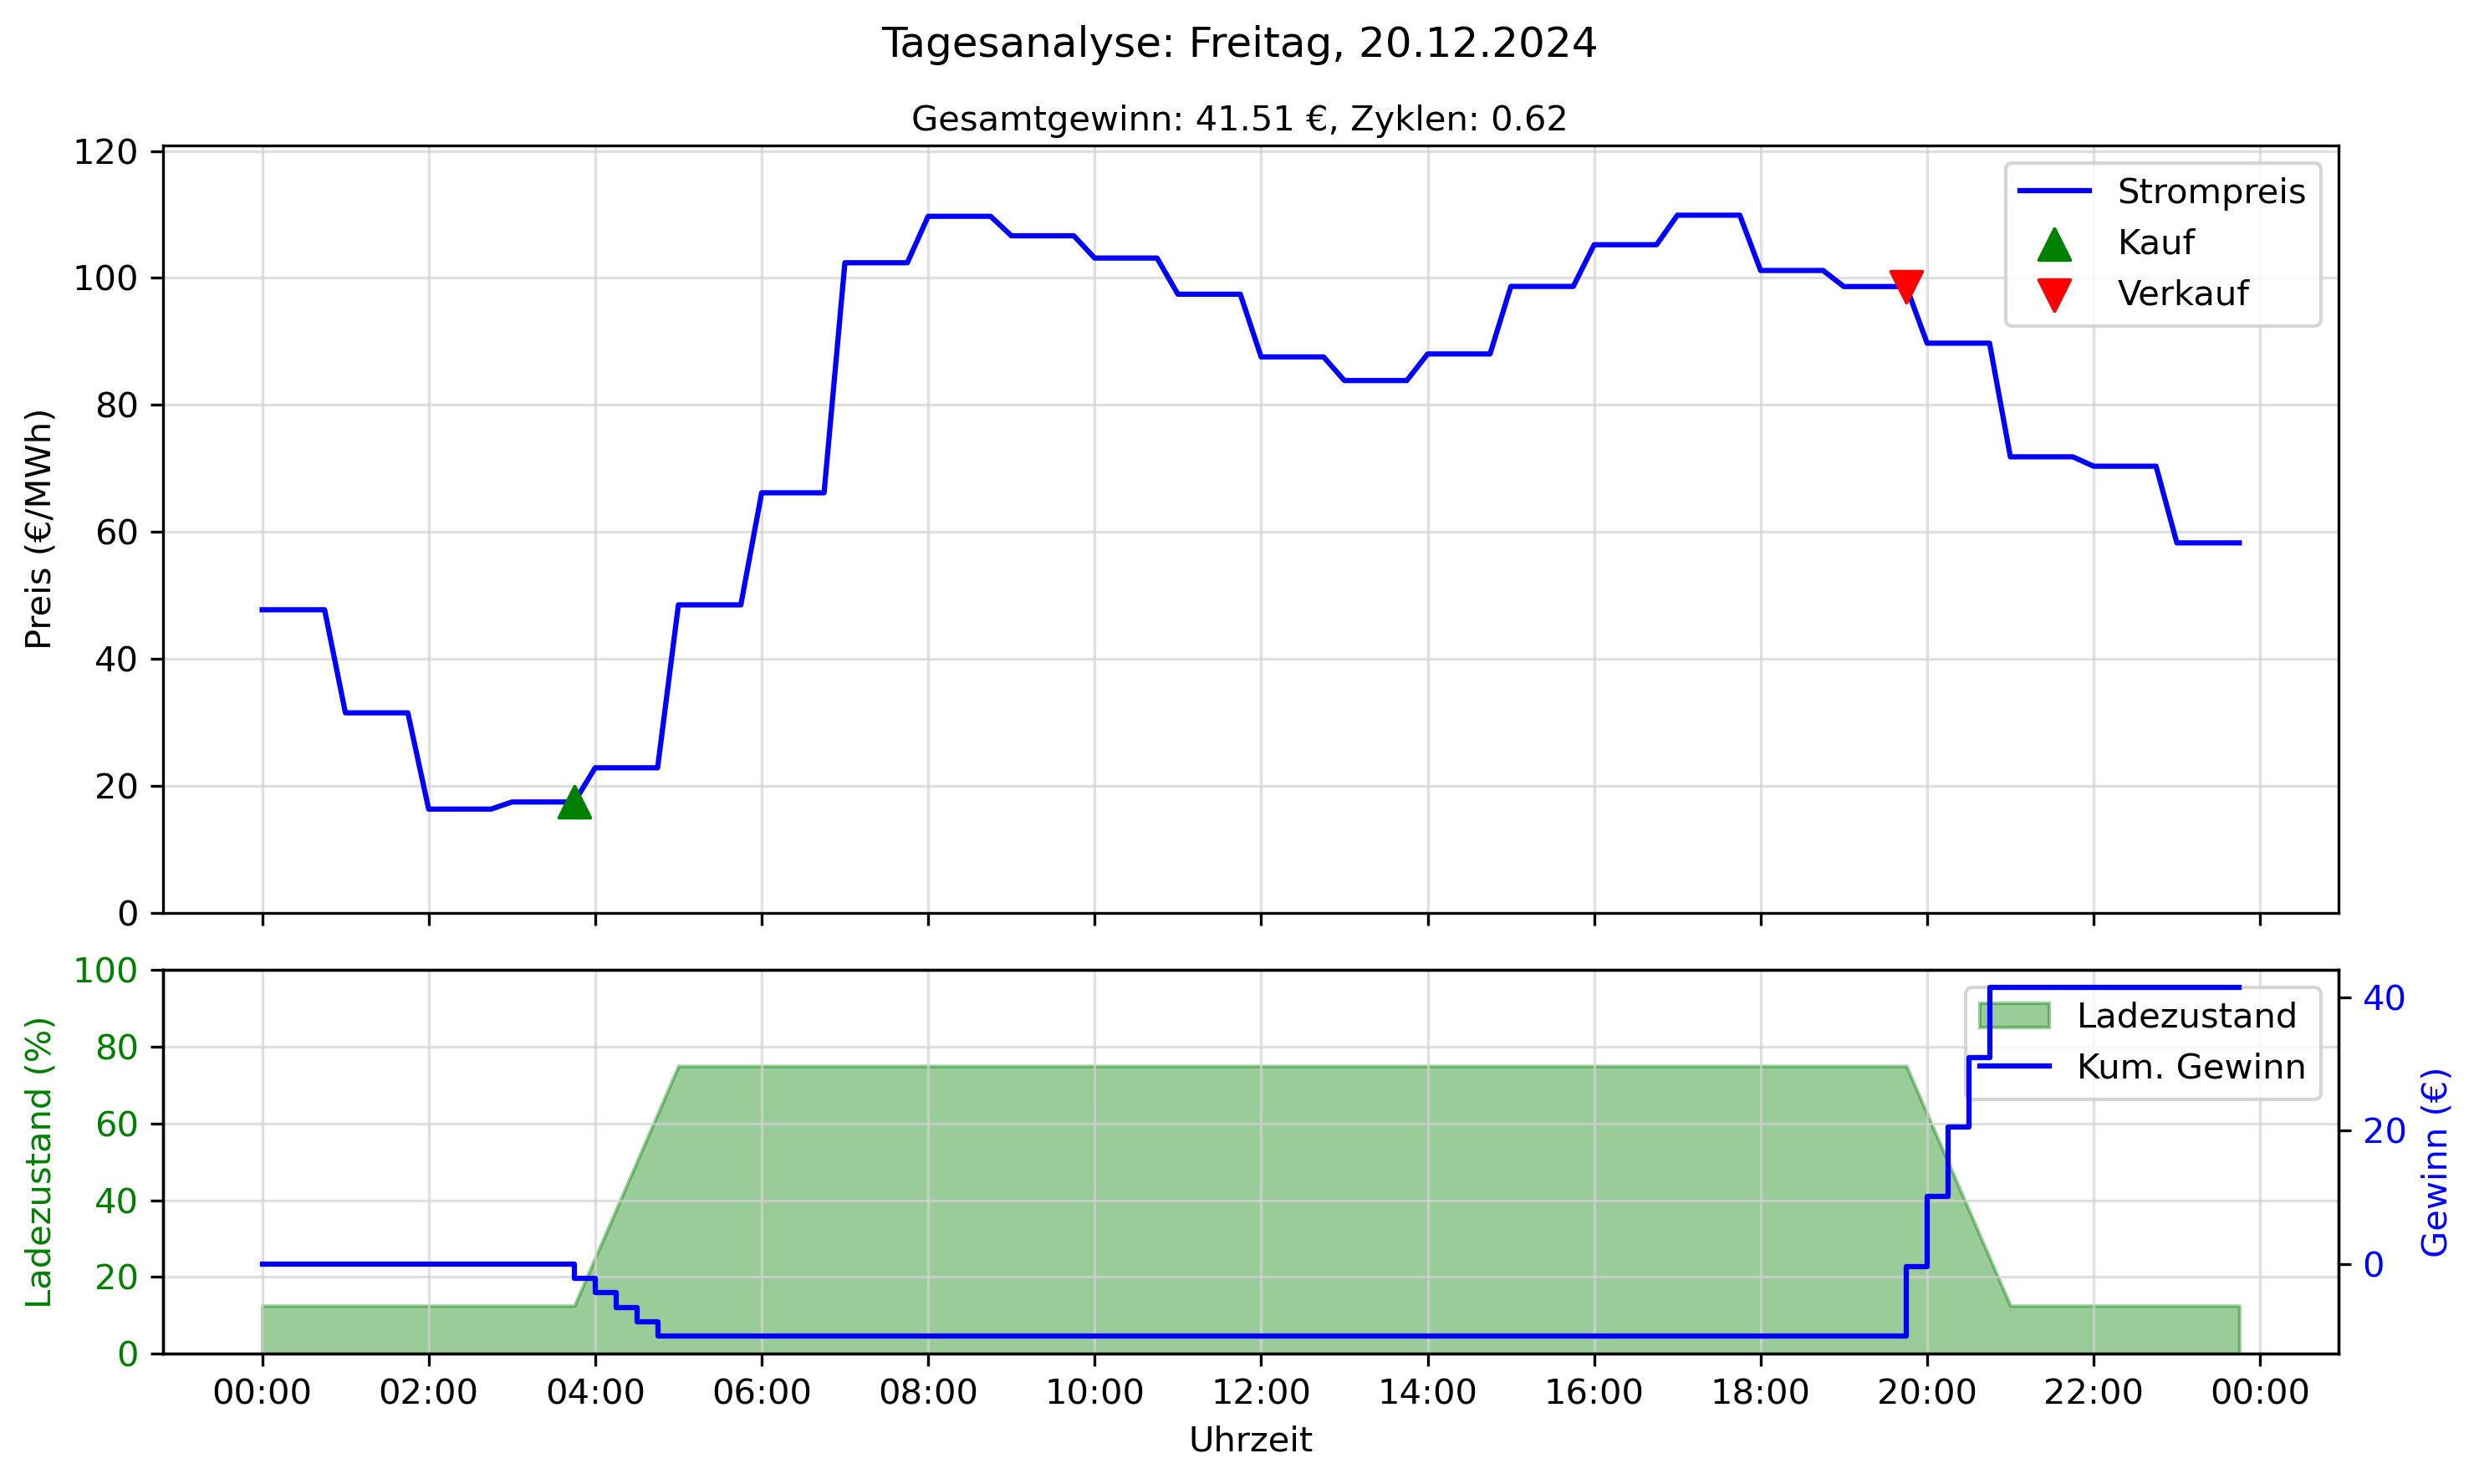 Tagesanalyse: Freitag, 20.12.2024
Gesamtgewinn: 41.51 €, Zyklen: 0.62
120
100
80
60
40
20
0
Preis (€/MWh)
Strompreis
Kauf
Verkauf
100
80
60
40
20
0
Ladezustand (%)
Ladezustand
Kum. Gewinn
40
20
0
Gewinn (€)
00:00 02:00 04:00 06:00 08:00 10:00 12:00 14:00 16:00 18:00 20:00 22:00 00:00
Uhrzeit